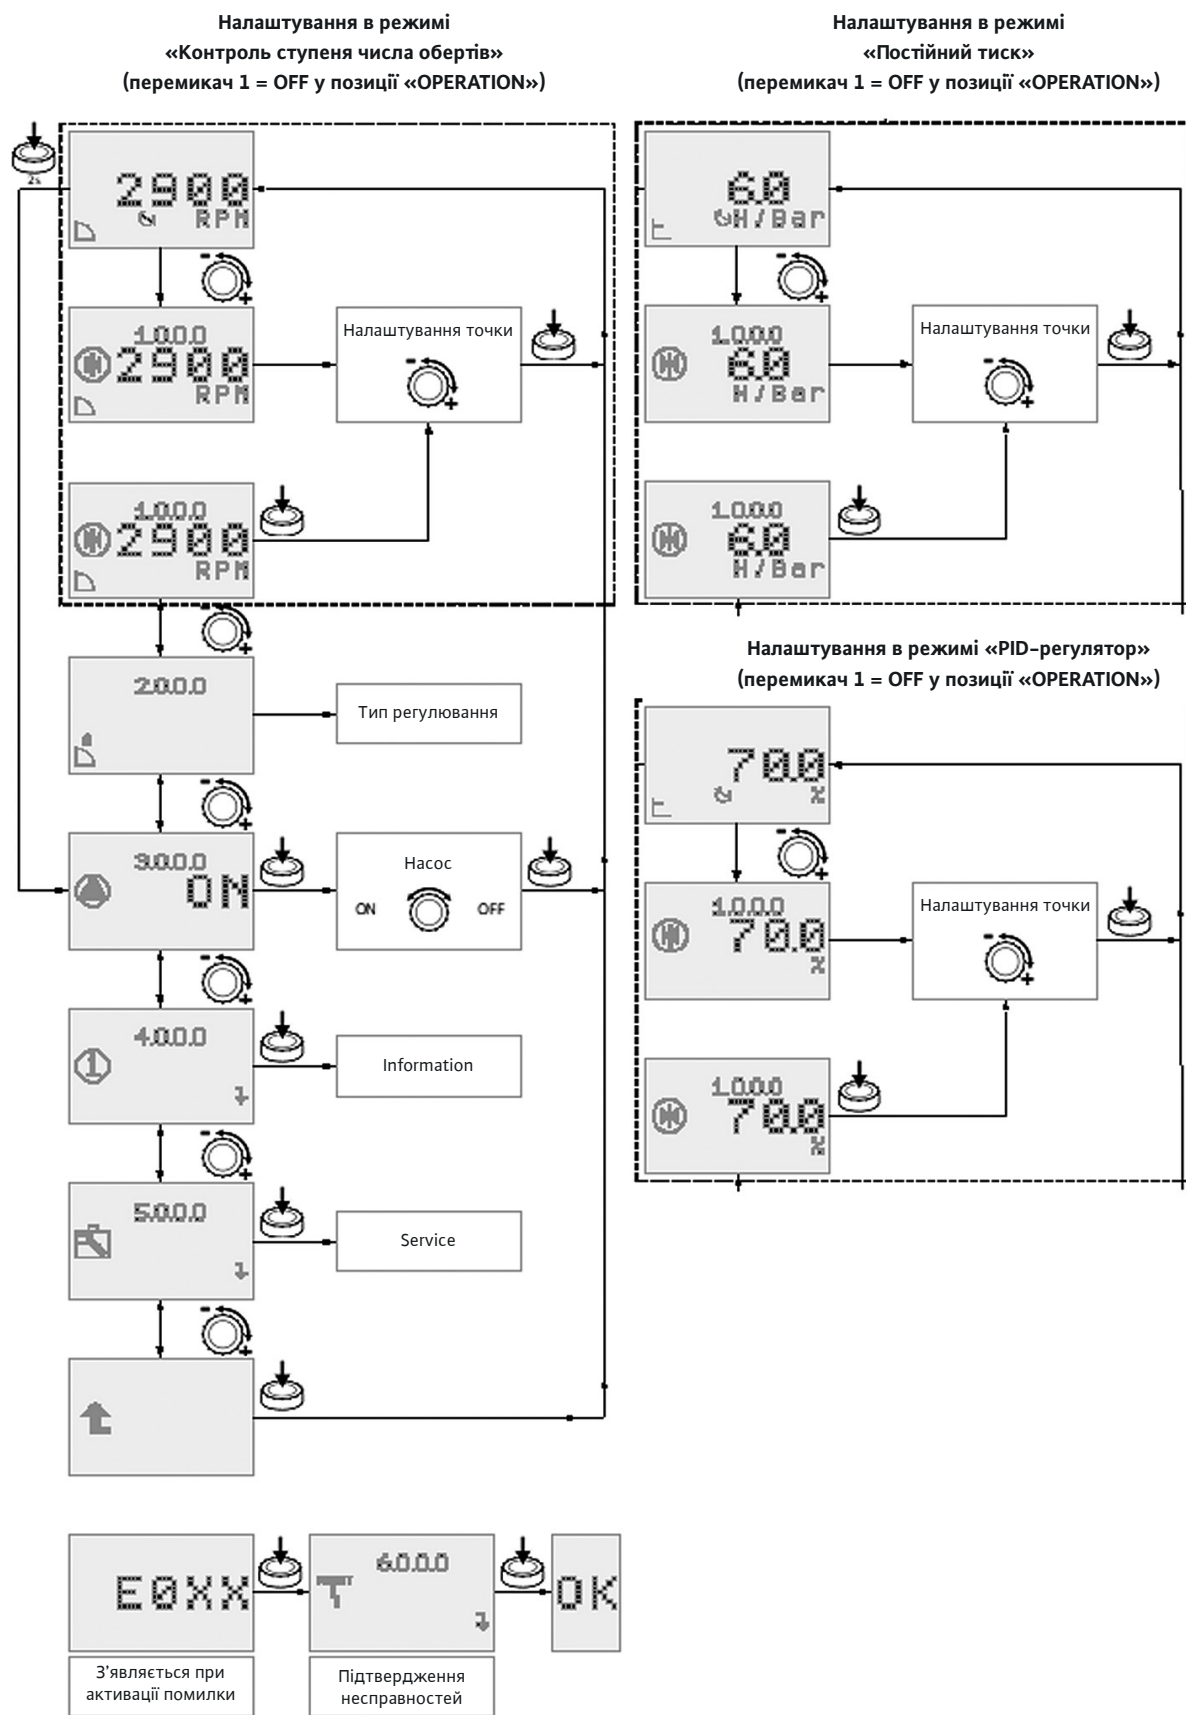 Налаштування в режимі
«Контроль ступеня числа обертів»
(перемикач 1 = OFF у позиції «OPERATION»)
2s
2900
RPM
1.0.0.0
2900
RPM
Налаштування точки
1.0.0.0
2900
RPM
2.0.0.0
Тип регулювання
3.0.0.0
ON
Насос
ON
OFF
4.0.0.0
Information
5.0.0.0
Service
E0XX
6.0.0.0
OK
З’являється при
активації помилки
Підтвердження
несправностей
Налаштування в режимі
«Постійний тиск»
(перемикач 1 = OFF у позиції «OPERATION»)
6.0
H/Bar
1.0.0.0
6.0
H/Bar
Налаштування точки
1.0.0.0
6.0
H/Bar
Налаштування в режимі «PID-регулятор»
(перемикач 1 = OFF у позиції «OPERATION»)
70.0
%
1.0.0.0
70.0
%
Налаштування точки
1.0.0.0
70.0
%